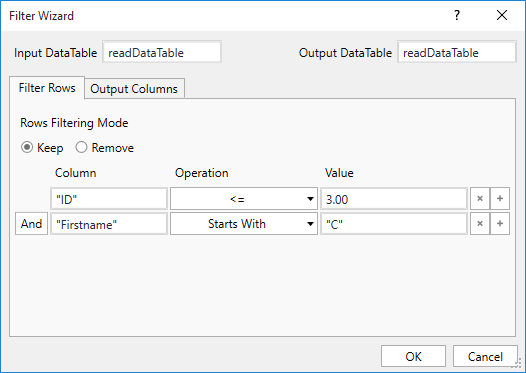 Filter Wizard ? ×
Input DataTable readDataTable Output DataTable readDataTable
Filter Rows Output Columns
Rows Filtering Mode
Keep Remove
Column Operation Value
"ID" <= 3.00 × +
And "Firstname" Starts With "C" × +
OK Cancel